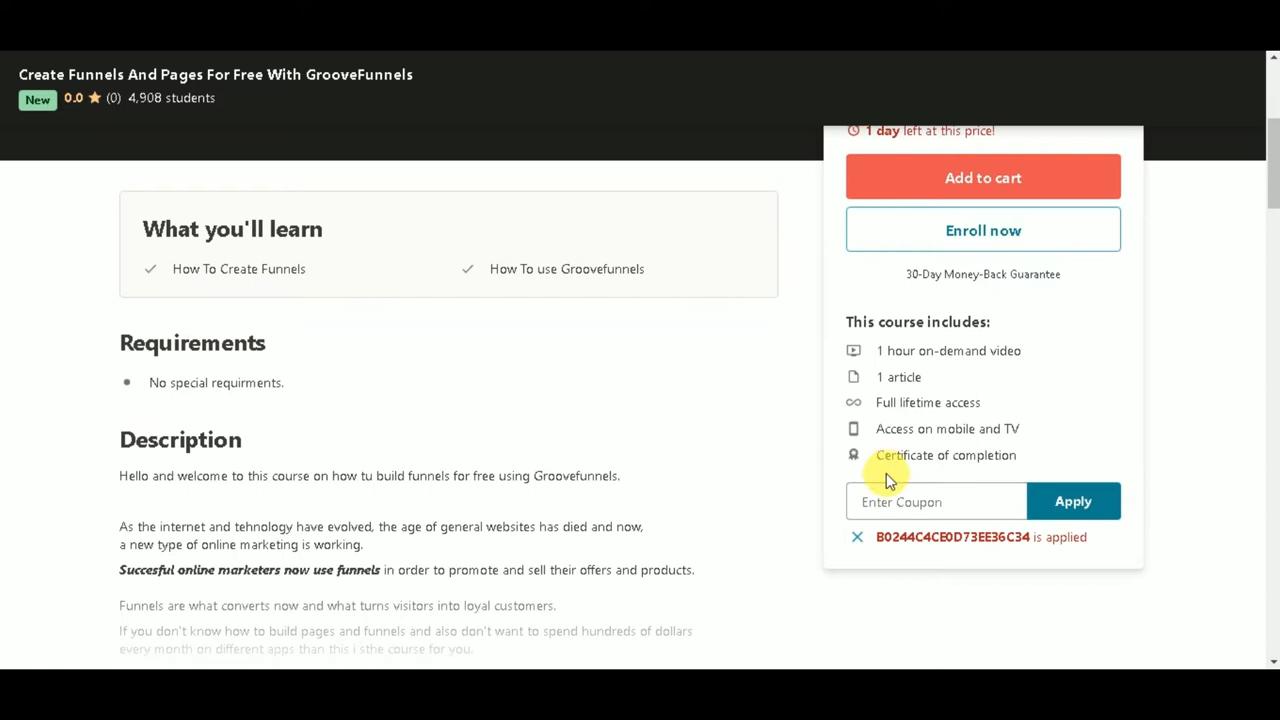 Create Funnels And Pages For Free With GrooveFunnels
New 0.0 (0) 4,908 students
1 day left at this price!
Add to cart
Enroll now
30-Day Money-Back Guarantee
This course includes:
1 hour on-demand video
1 article
Full lifetime access
Access on mobile and TV
Certificate of completion
Enter Coupon Apply
B0244C4CE0D73EE36C34 is applied
What you'll learn
How To Create Funnels How To use Groovefunnels
Requirements
No special requirments.
Description
Hello and welcome to this course on how tu build funnels for free using Groovefunnels.
As the internet and tehnology have evolved, the age of general websites has died and now,
a new type of online marketing is working.
Succesful online marketers now use funnels in order to promote and sell their offers and products.
Funnels are what converts now and what turns visitors into loyal customers.
If you don't know how to build pages and funnels and also don't want to spend hundreds of dollars
every month on different apps than this i sthe course for you.